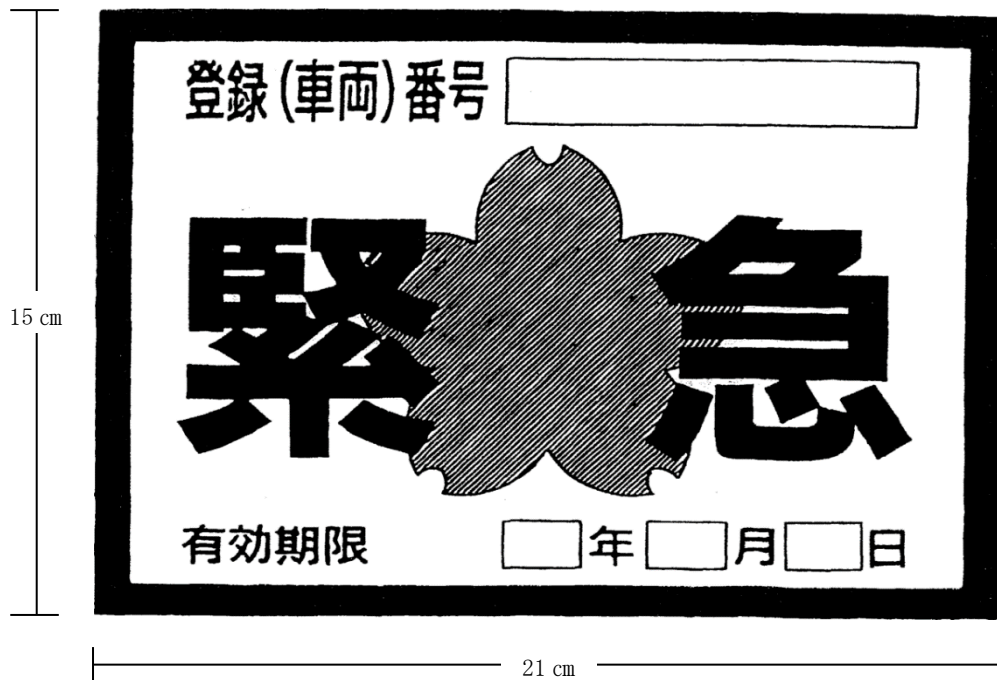 登録(車両)番号
緊急
有効期限 年 月 日
15㎝
21㎝